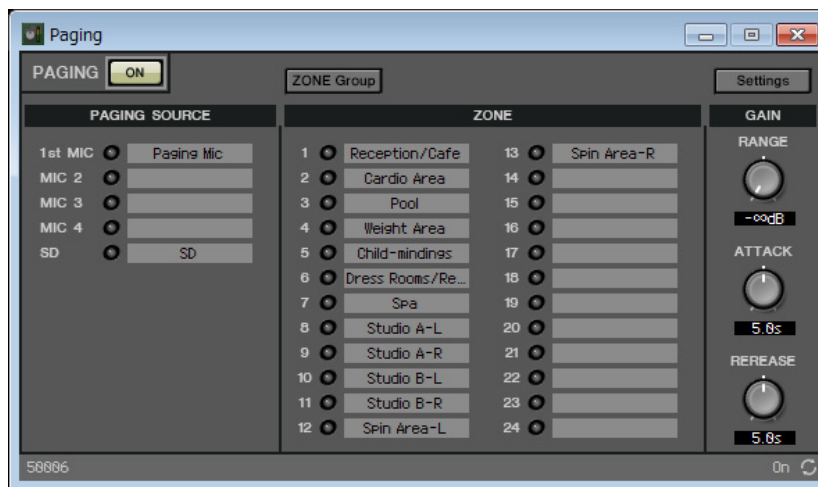 Paging
PAGING ON ZONE Group Settings
PAGING SOURCE ZONE GAIN
1st MIC Paging Mic
MIC 2
MIC 3
MIC 4
SD SD
1 Reception/Cafe
2 Cardio Area
3 Pool
4 Weight Area
5 Child-mindings
6 Dress Rooms/Re...
7 Spa
8 Studio A-L
9 Studio A-R
10 Studio B-L
11 Studio B-R
12 Spin Area-L
13 Spin Area-R
14
15
16
17
18
19
20
21
22
23
24
RANGE
-∞dB
ATTACK
5.0s
REREASE
5.0s
50006 On